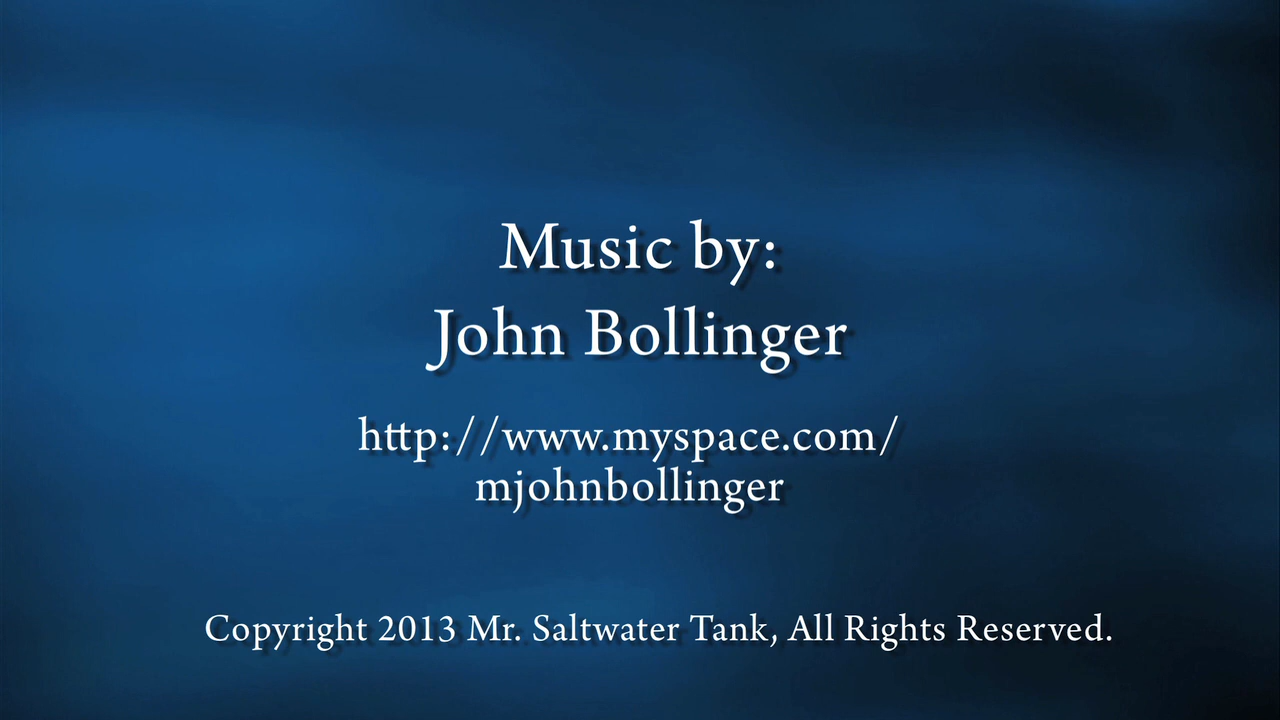 Music by:
John Bollinger
http://www.myspace.com/
mjohnbollinger
Copyright 2013 Mr. Saltwater Tank, All Rights Reserved.